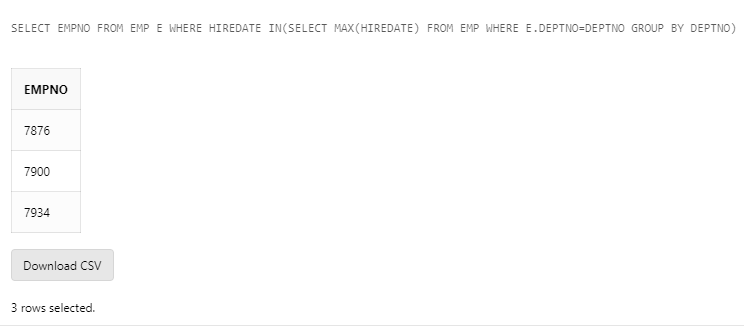 SELECT EMPNO FROM EMP E WHERE HIREDATE IN(SELECT MAX(HIREDATE) FROM EMP WHERE E.DEPTNO=DEPTNO GROUP BY DEPTNO)
EMPNO
7876
7900
7934
Download CSV
3 rows selected.